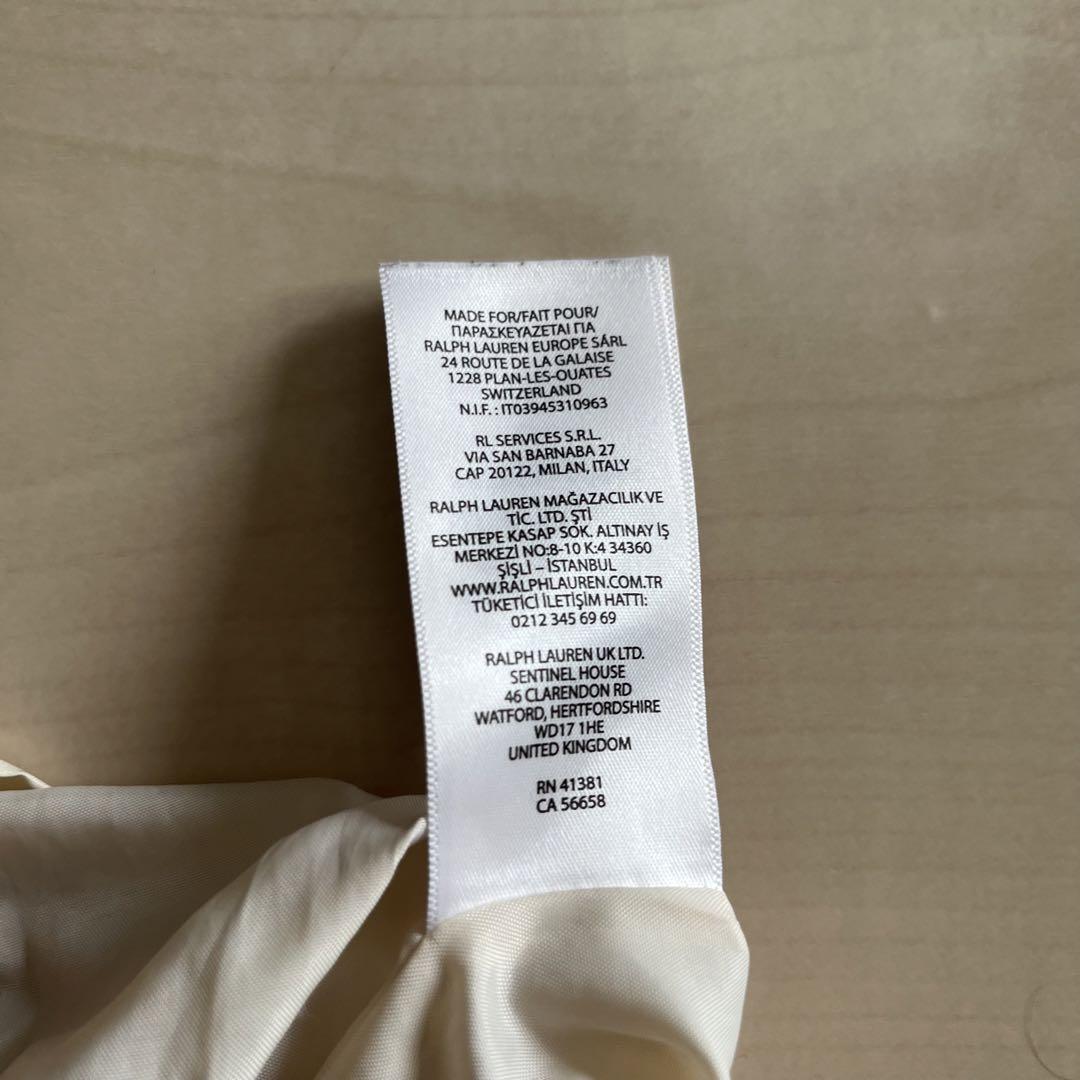 MADE FOR/FAIT POUR/
ΠΑΡΑΣΚΕΥΑΖΕΤΑΙ ΓΙΑ
RALPH LAUREN EUROPE SÁRL
24 ROUTE DE LA GALAISE
1228 PLAN-LES-OUATES
SWITZERLAND
N.I.F. : IT03945310963
RL SERVICES S.R.L.
VIA SAN BARNABA 27
CAP 20122, MILAN, ITALY
RALPH LAUREN MAĞAZACILIK VE
TİC. LTD. ŞTİ
ESENTEPE KASAP SOK. ALTINAY İŞ
MERKEZİ NO:8-10 K:4 34360
ŞİŞLİ – İSTANBUL
WWW.RALPHLAUREN.COM.TR
TÜKETİCİ İLETİŞİM HATTI:
0212 345 69 69
RALPH LAUREN UK LTD.
SENTINEL HOUSE
46 CLARENDON RD
WATFORD, HERTFORDSHIRE
WD17 1HE
UNITED KINGDOM
RN 41381
CA 56658